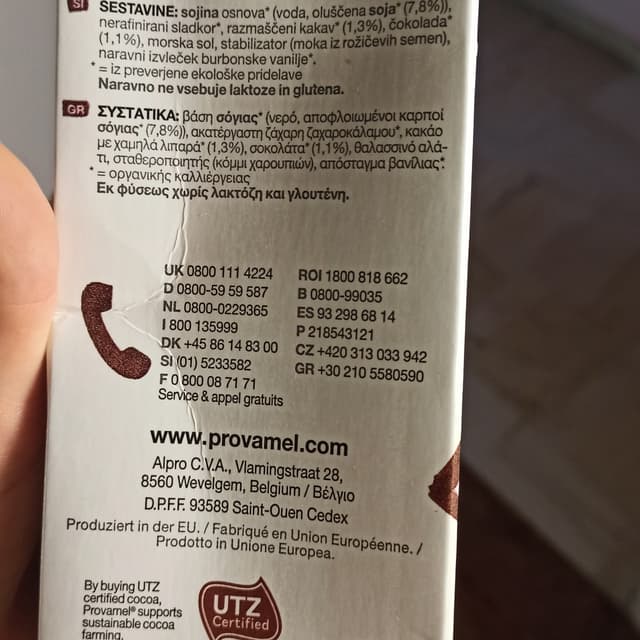 SI SESTAVINE: sojina osnova* (voda, oluščena soja* (7,8%)),
nerafinirani sladkor*, razmaščeni kakav* (1,3%), čokolada*
(1,1%), morska sol, stabilizator (moka iz rožičevih semen),
naravni izvleček burbonske vanilje*.
* = iz preverjene ekološke pridelave
Naravno ne vsebuje laktoze in glutena.
GR ΣΥΣΤΑΤΙΚΑ: βάση σόγιας* (νερό, αποφλοιωμένοι καρποί
σόγιας* (7,8%)), ακατέργαστη ζάχαρη ζαχαροκάλαμου*, κακάο
με χαμηλά λιπαρά* (1,3%), σοκολάτα* (1,1%), θαλασσινό αλά-
τι, σταθεροποιητής (κόμμι χαρουπιών), απόσταγμα βανίλιας*.
* = οργανικής καλλιέργειας
Εκ φύσεως χωρίς λακτόζη και γλουτένη.
UK 0800 111 4224
D 0800-59 59 587
NL 0800-0229365
I 800 135999
DK +45 86 14 83 00
SI (01) 5233582
F 0 800 08 71 71
Service & appel gratuits
ROI 1800 818 662
B 0800-99035
ES 93 298 68 14
P 218543121
CZ +420 313 033 942
GR +30 210 5580590
www.provamel.com
Alpro C.V.A., Vlamingstraat 28,
8560 Wevelgem, Belgium / Βέλγιο
D.P.F.F. 93589 Saint-Ouen Cedex
Produziert in der EU. / Fabriqué en Union Européenne. /
Prodotto in Unione Europea.
By buying UTZ
certified cocoa,
Provamel® supports
sustainable cocoa
farming.
UTZ
Certified